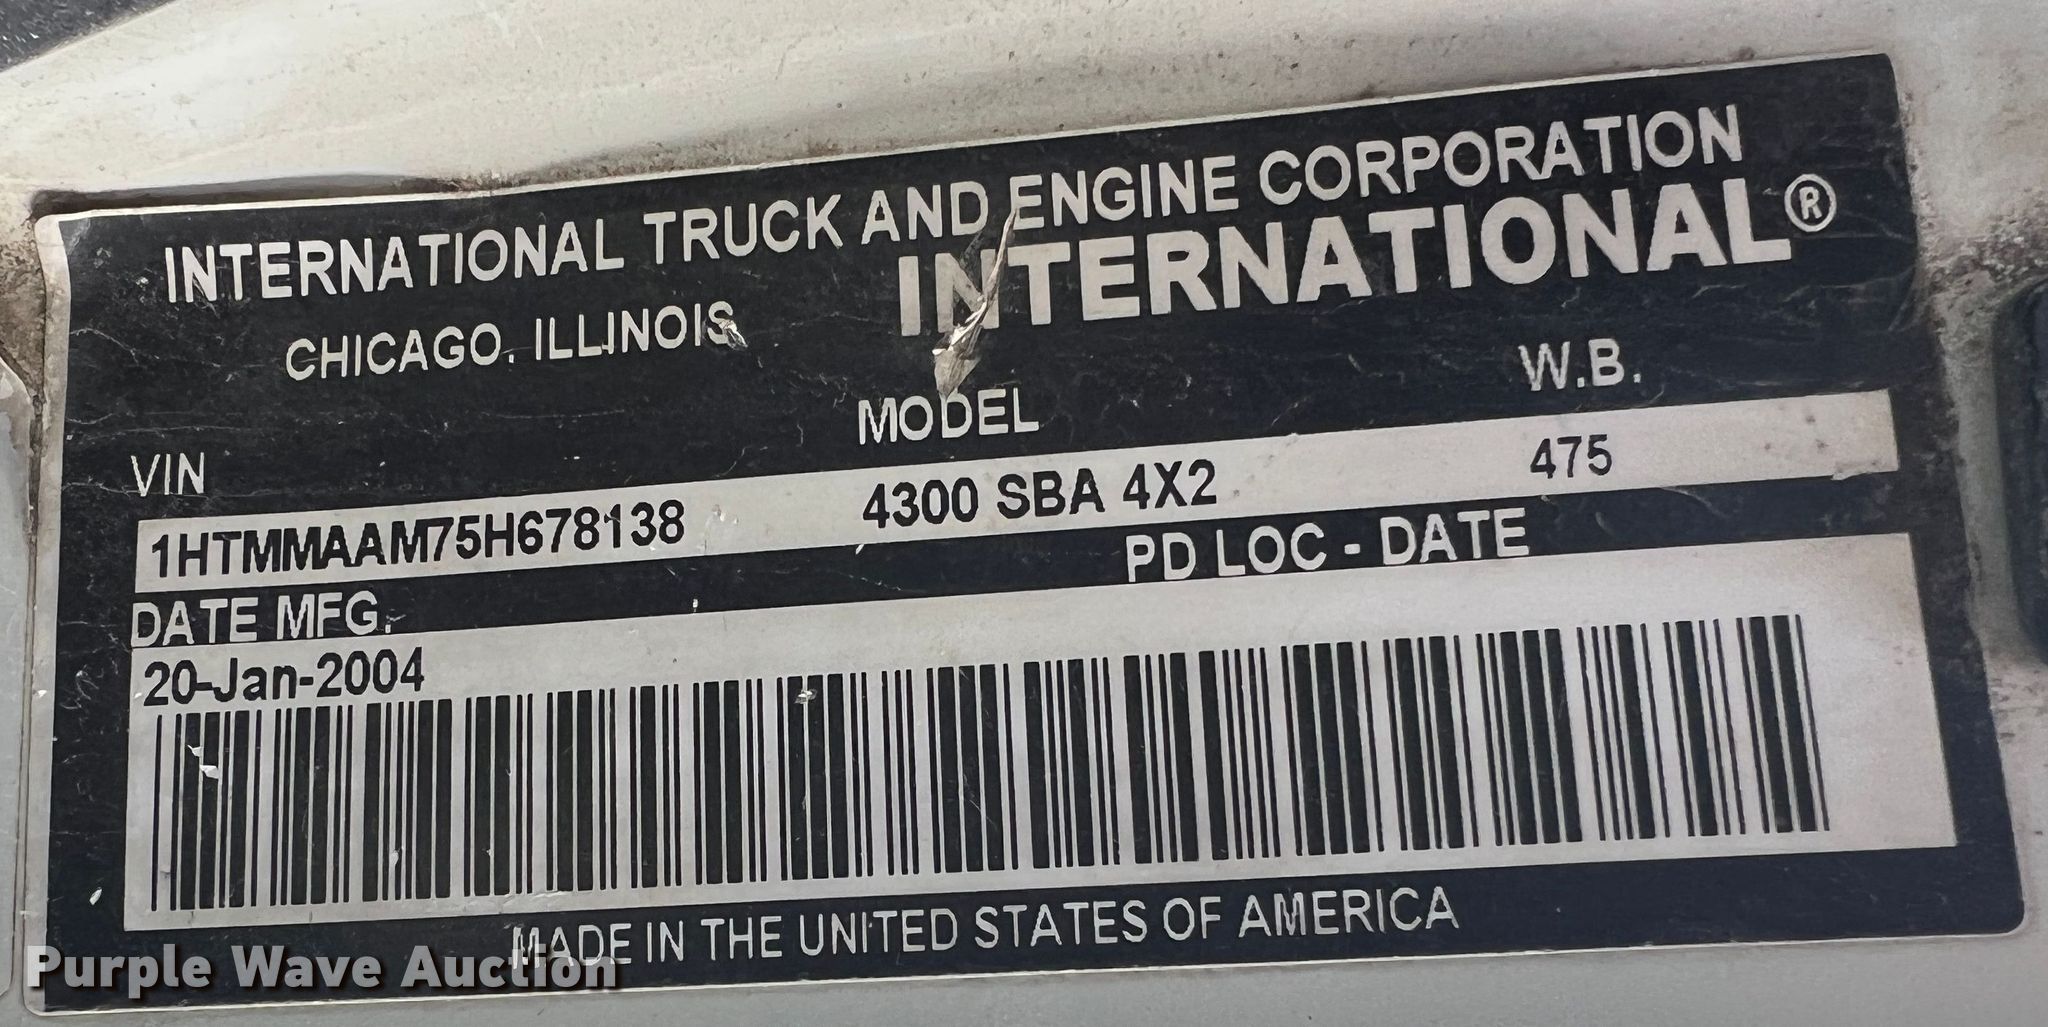 INTERNATIONAL TRUCK AND ENGINE CORPORATION
CHICAGO, ILLINOIS
INTERNATIONAL®
VIN MODEL W.B.
1HTMMAAM75H678138 4300 SBA 4X2 475
DATE MFG. PD LOC - DATE
20-Jan-2004
MADE IN THE UNITED STATES OF AMERICA
Purple Wave Auction